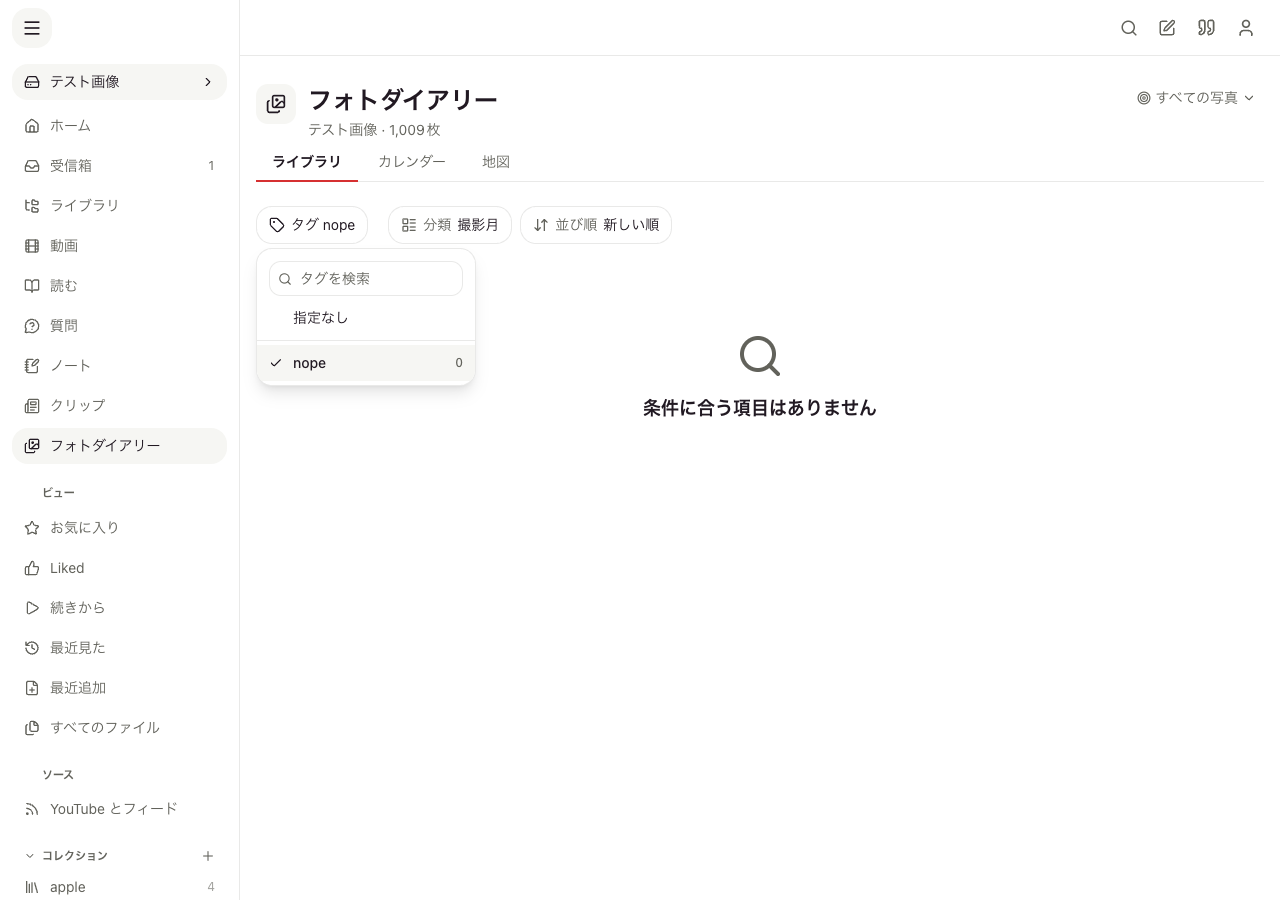 テスト画像
ホーム
受信箱 1
ライブラリ
動画
読む
質問
ノート
クリップ
フォトダイアリー
ビュー
お気に入り
Liked
続きから
最近見た
最近追加
すべてのファイル
ソース
YouTube とフィード
コレクション
apple 4
フォトダイアリー
テスト画像 · 1,009枚
すべての写真
ライブラリ カレンダー 地図
タグ nope 分類 撮影月 並び順 新しい順
タグを検索
指定なし
nope 0
条件に合う項目はありません